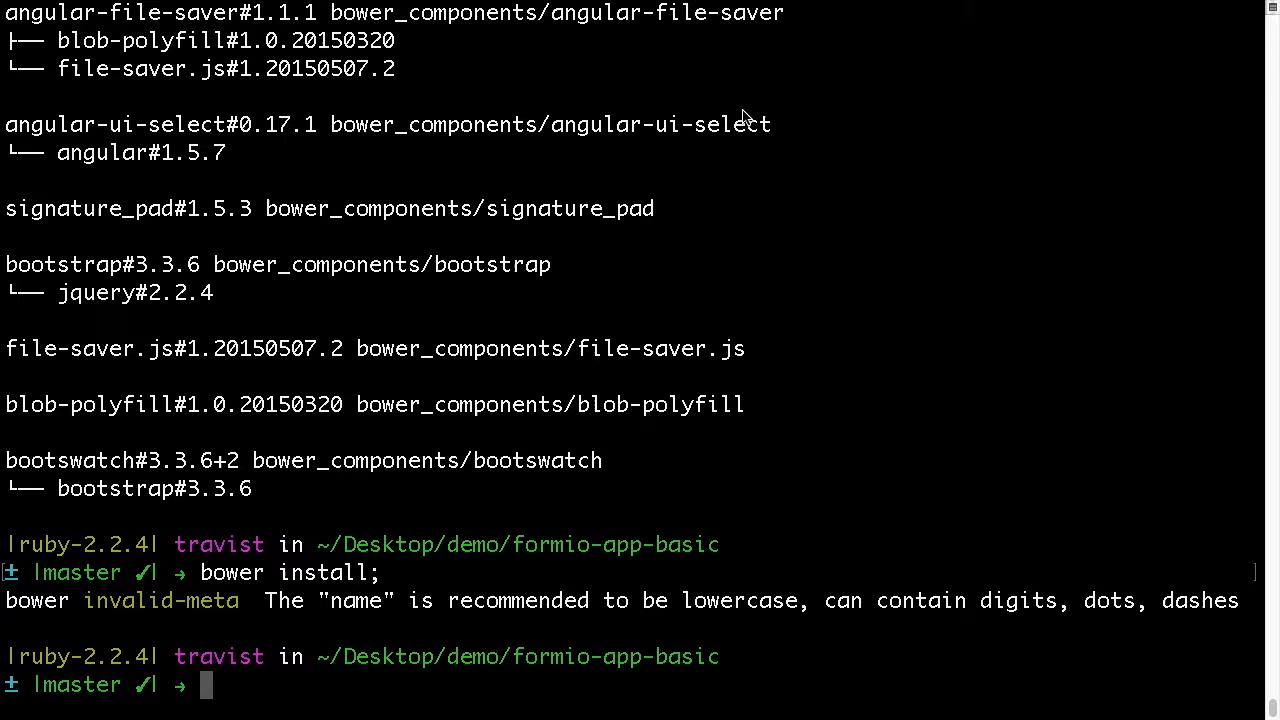 angular-file-saver#1.1.1 bower_components/angular-file-saver
├── blob-polyfill#1.0.20150320
└── file-saver.js#1.20150507.2
angular-ui-select#0.17.1 bower_components/angular-ui-select
└── angular#1.5.7
signature_pad#1.5.3 bower_components/signature_pad
bootstrap#3.3.6 bower_components/bootstrap
└── jquery#2.2.4
file-saver.js#1.20150507.2 bower_components/file-saver.js
blob-polyfill#1.0.20150320 bower_components/blob-polyfill
bootswatch#3.3.6+2 bower_components/bootswatch
└── bootstrap#3.3.6
|ruby-2.2.4| travist in ~/Desktop/demo/formio-app-basic
± |master ✓| → bower install;
bower invalid-meta  The "name" is recommended to be lowercase, can contain digits, dots, dashes
|ruby-2.2.4| travist in ~/Desktop/demo/formio-app-basic
± |master ✓| →